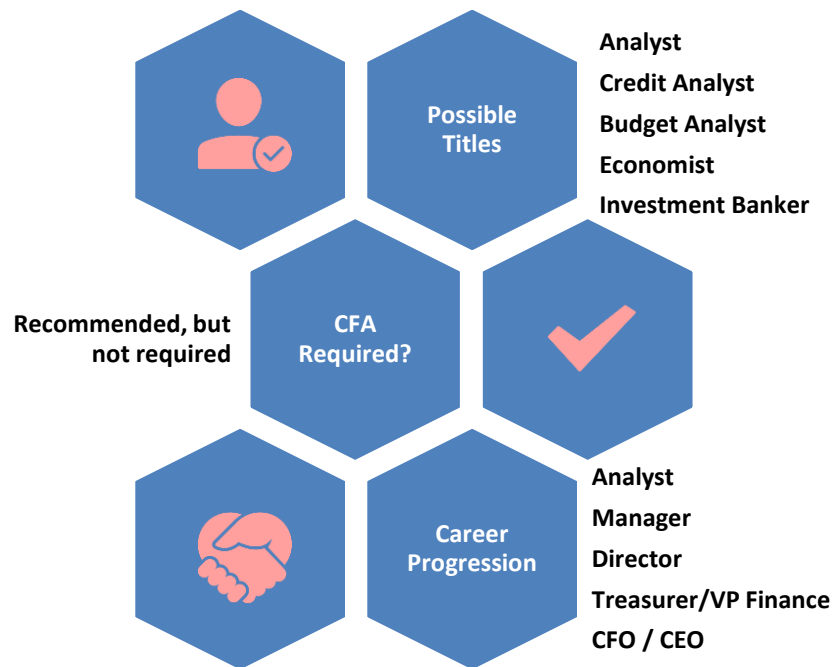 Possible
Titles
Analyst
Credit Analyst
Budget Analyst
Economist
Investment Banker
Recommended, but
not required
CFA
Required?
Career
Progression
Analyst
Manager
Director
Treasurer/VP Finance
CFO / CEO